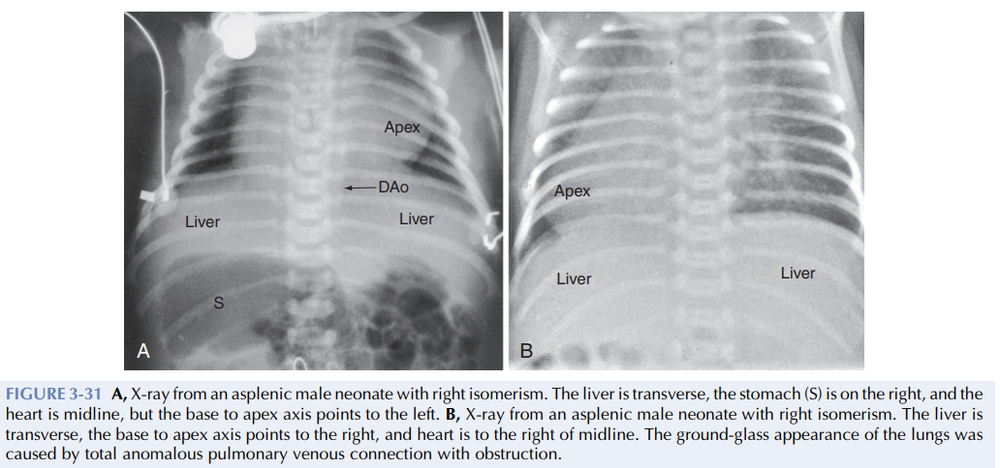 Apex
DAo
Liver
Liver
S
A
Apex
Liver
Liver
B
FIGURE 3-31 A, X-ray from an asplenic male neonate with right isomerism. The liver is transverse, the stomach (S) is on the right, and the
heart is midline, but the base to apex axis points to the left. B, X-ray from an asplenic male neonate with right isomerism. The liver is
transverse, the base to apex axis points to the right, and heart is to the right of midline. The ground-glass appearance of the lungs was
caused by total anomalous pulmonary venous connection with obstruction.